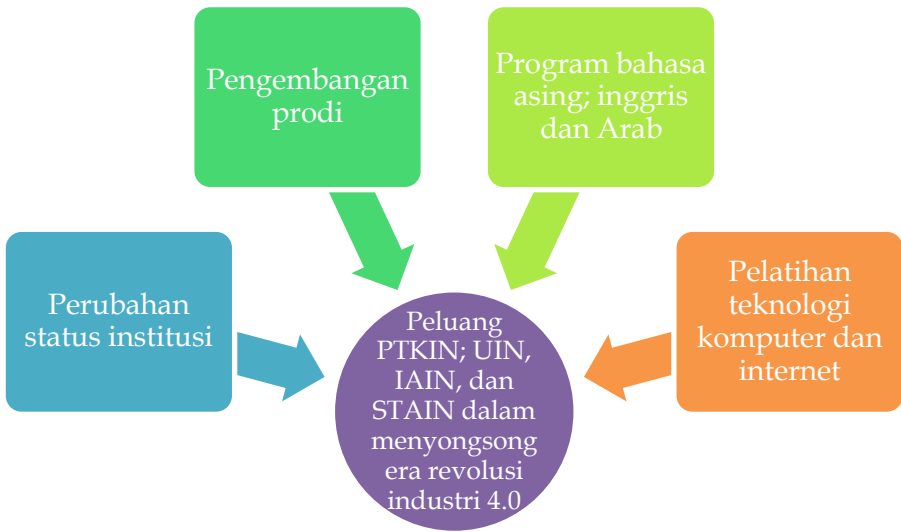 Pengembangan
prodi
Program bahasa
asing; inggris
dan Arab
Perubahan
status institusi
Pelatihan
teknologi
komputer dan
internet
Peluang
PTKIN; UIN,
IAIN, dan
STAIN dalam
menyongsong
era revolusi
industri 4.0